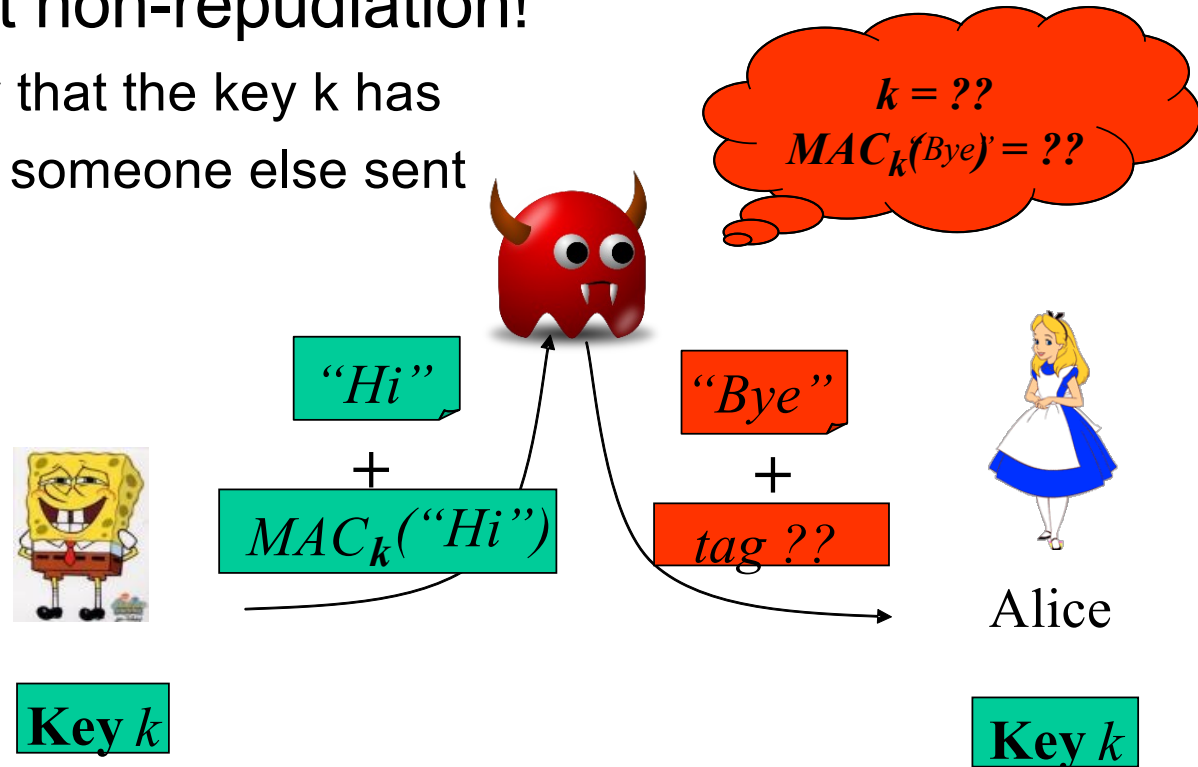 t non-repudiation!
that the key k has
someone else sent
k = ??
MACk("Bye") = ??
“Hi”
+
MACk(“Hi”)
“Bye”
+
tag ??
Alice
Key k
Key k